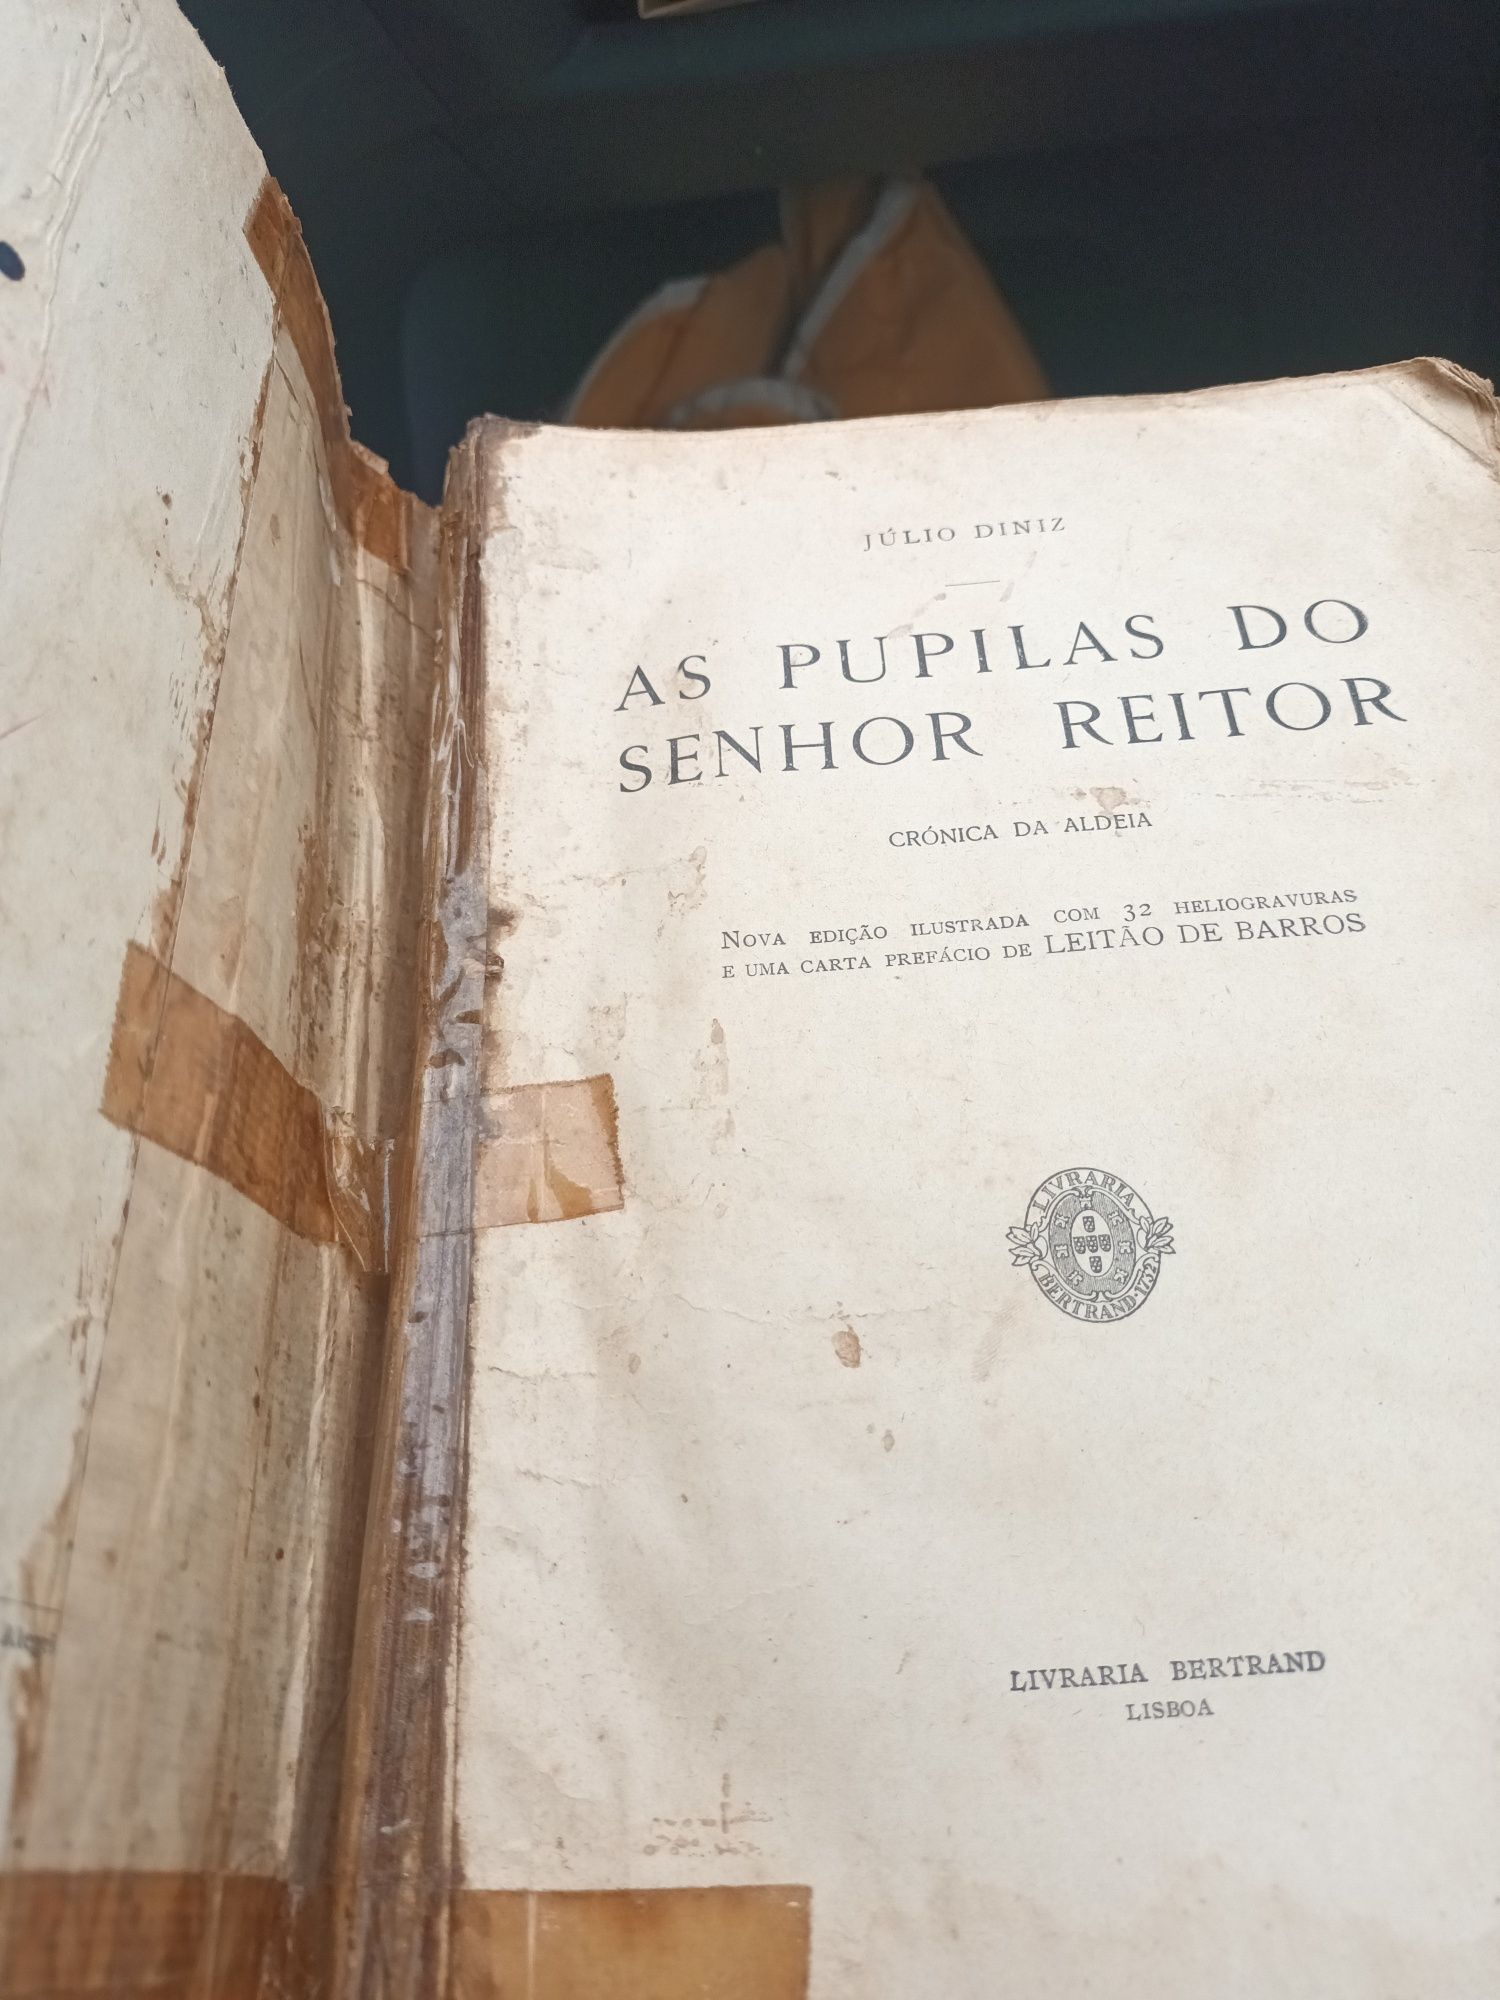 JÚLIO DINIZ
AS PUPILAS DO
SENHOR REITOR
CRÓNICA DA ALDEIA
NOVA EDIÇÃO ILUSTRADA COM 32 HELIOGRAVURAS
E UMA CARTA PREFÁCIO DE LEITÃO DE BARROS
LIVRARIA
BERTRAND·1732
LIVRARIA BERTRAND
LISBOA